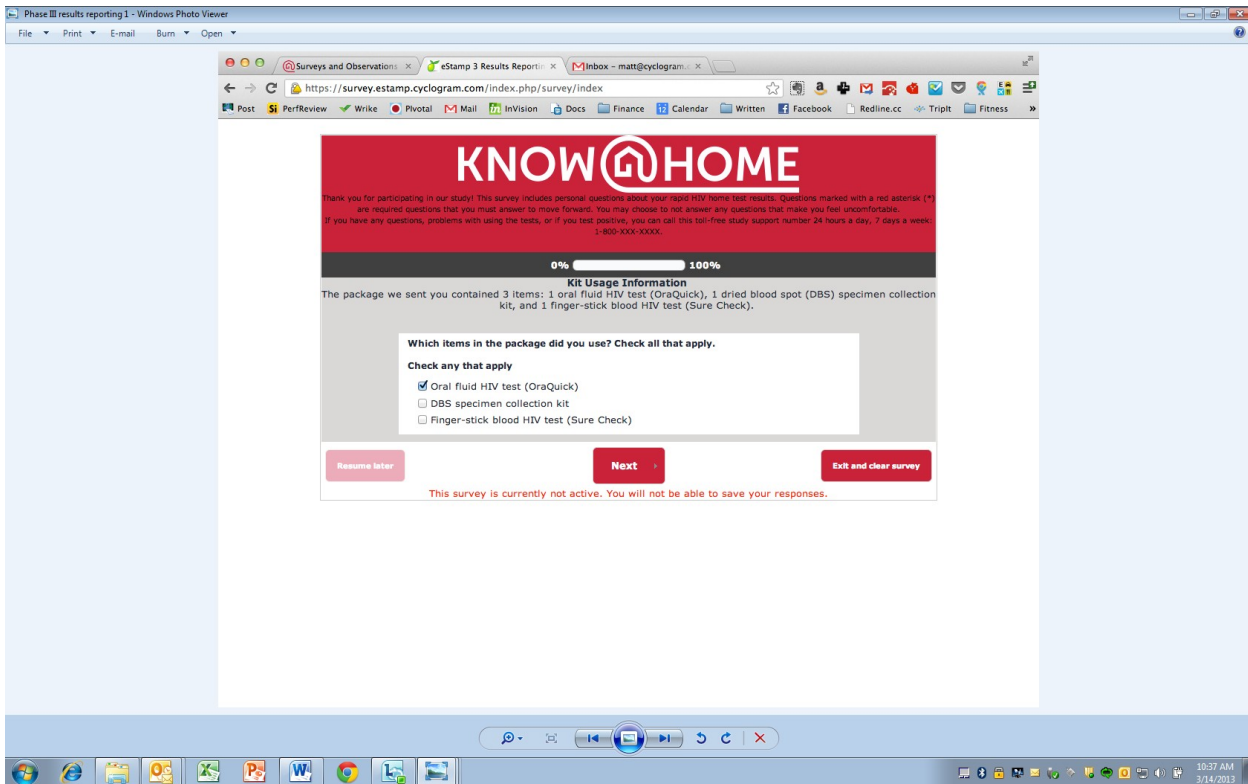 Phase III results reporting 1 - Windows Photo Viewer
File Print E-mail Burn Open
Surveys and Observations eStamp 3 Results Reportin Inbox – matt@cyclogram.c
https://survey.estamp.cyclogram.com/index.php/survey/index
Post Si PerfReview Wrike Pivotal Mail in InVision Docs Finance 12 Calendar Written Facebook Redline.cc TripIt Fitness »
KNOW@HOME
Thank you for participating in our study! This survey includes personal questions about your rapid HIV home test results. Questions marked with a red asterisk (*)
are required questions that you must answer to move forward. You may choose to not answer any questions that make you feel uncomfortable.
If you have any questions, problems with using the tests, or if you test positive, you can call this toll-free study support number 24 hours a day, 7 days a week:
1-800-XXX-XXXX.
0% 100%
Kit Usage Information
The package we sent you contained 3 items: 1 oral fluid HIV test (OraQuick), 1 dried blood spot (DBS) specimen collection
kit, and 1 finger-stick blood HIV test (Sure Check).
Which items in the package did you use? Check all that apply.
Check any that apply
Oral fluid HIV test (OraQuick)
DBS specimen collection kit
Finger-stick blood HIV test (Sure Check)
Resume later Next Exit and clear survey
This survey is currently not active. You will not be able to save your responses.
10:37 AM
3/14/2013